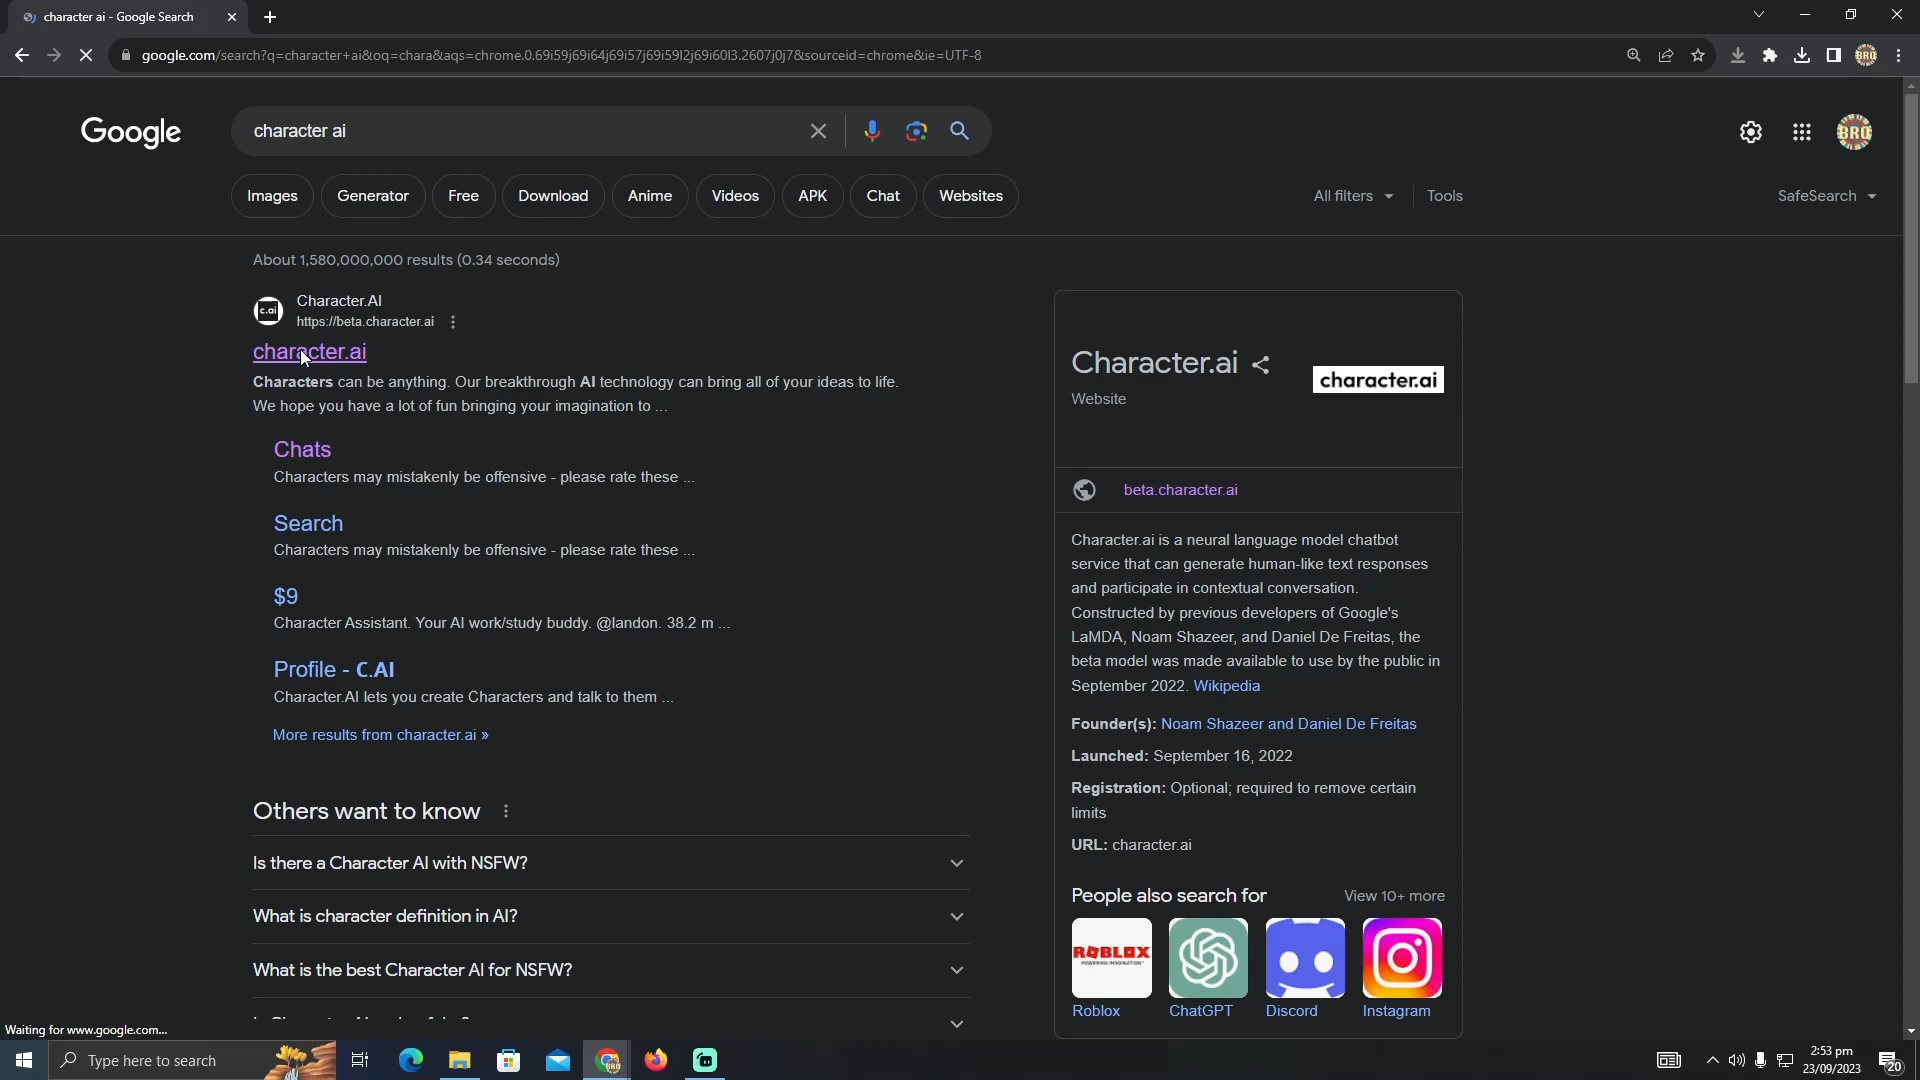 character ai - Google Search
google.com/search?q=character+ai&oq=chara&aqs=chrome.0.69i59j69i64j69i57j69i59l2j69i60l3.2607j0j7&sourceid=chrome&ie=UTF-8
Google
character ai
BRO
Images
Generator
Free
Download
Anime
Videos
APK
Chat
Websites
All filters
Tools
SafeSearch
About 1,580,000,000 results (0.34 seconds)
c.ai
Character.AI
https://beta.character.ai
character.ai
Characters can be anything. Our breakthrough AI technology can bring all of your ideas to life.
We hope you have a lot of fun bringing your imagination to ...
Chats
Characters may mistakenly be offensive - please rate these ...
Search
Characters may mistakenly be offensive - please rate these ...
$9
Character Assistant. Your AI work/study buddy. @landon. 38.2 m ...
Profile - C.AI
Character.AI lets you create Characters and talk to them ...
More results from character.ai »
Others want to know
Is there a Character AI with NSFW?
What is character definition in AI?
What is the best Character AI for NSFW?
Character.ai
Website
character.ai
beta.character.ai
Character.ai is a neural language model chatbot
service that can generate human-like text responses
and participate in contextual conversation.
Constructed by previous developers of Google's
LaMDA, Noam Shazeer, and Daniel De Freitas, the
beta model was made available to use by the public in
September 2022. Wikipedia
Founder(s): Noam Shazeer and Daniel De Freitas
Launched: September 16, 2022
Registration: Optional; required to remove certain
limits
URL: character.ai
People also search for
View 10+ more
ROBLOX
Roblox
ChatGPT
Discord
Instagram
Waiting for www.google.com...
Type here to search
2:53 pm
23/09/2023
20